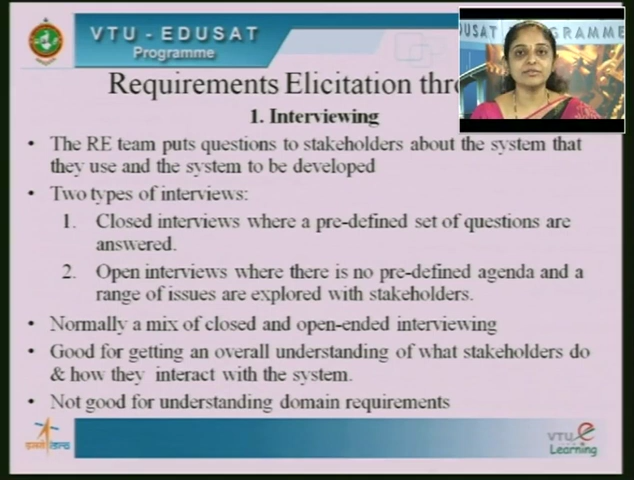 VTU - EDUSAT
Programme
USAT
GRAMME
Requirements Elicitation thr
1. Interviewing
• The RE team puts questions to stakeholders about the system that
they use and the system to be developed
• Two types of interviews:
1. Closed interviews where a pre-defined set of questions are
answered.
2. Open interviews where there is no pre-defined agenda and a
range of issues are explored with stakeholders.
• Normally a mix of closed and open-ended interviewing
• Good for getting an overall understanding of what stakeholders do
& how they interact with the system.
• Not good for understanding domain requirements
VTU e
Learning